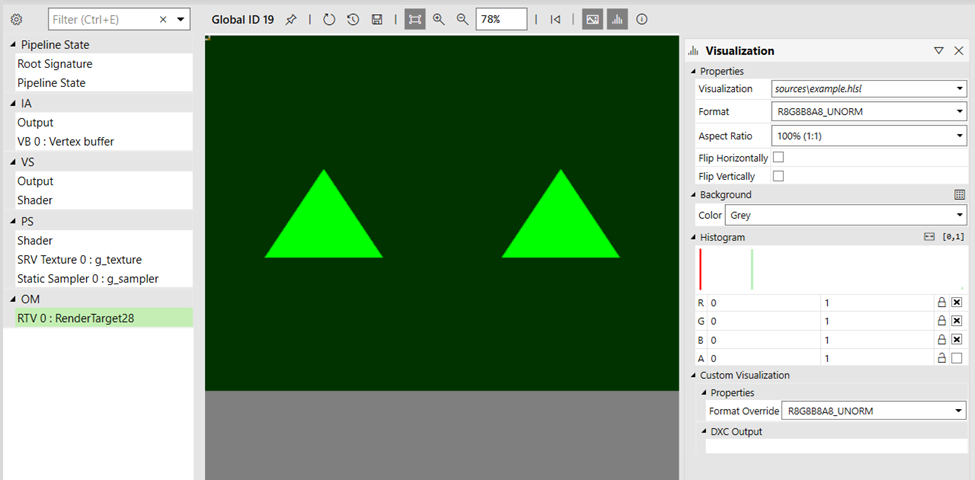 Filter (Ctrl+E)
Global ID 19
78%
Pipeline State
Root Signature
Pipeline State
IA
Output
VB 0 : Vertex buffer
VS
Output
Shader
PS
Shader
SRV Texture 0 : g_texture
Static Sampler 0 : g_sampler
OM
RTV 0 : RenderTarget28
Visualization
Properties
Visualization sources\example.hlsl
Format R8G8B8A8_UNORM
Aspect Ratio 100% (1:1)
Flip Horizontally
Flip Vertically
Background
Color Grey
Histogram [0,1]
R 0 1
G 0 1
B 0 1
A 0 1
Custom Visualization
Properties
Format Override R8G8B8A8_UNORM
DXC Output